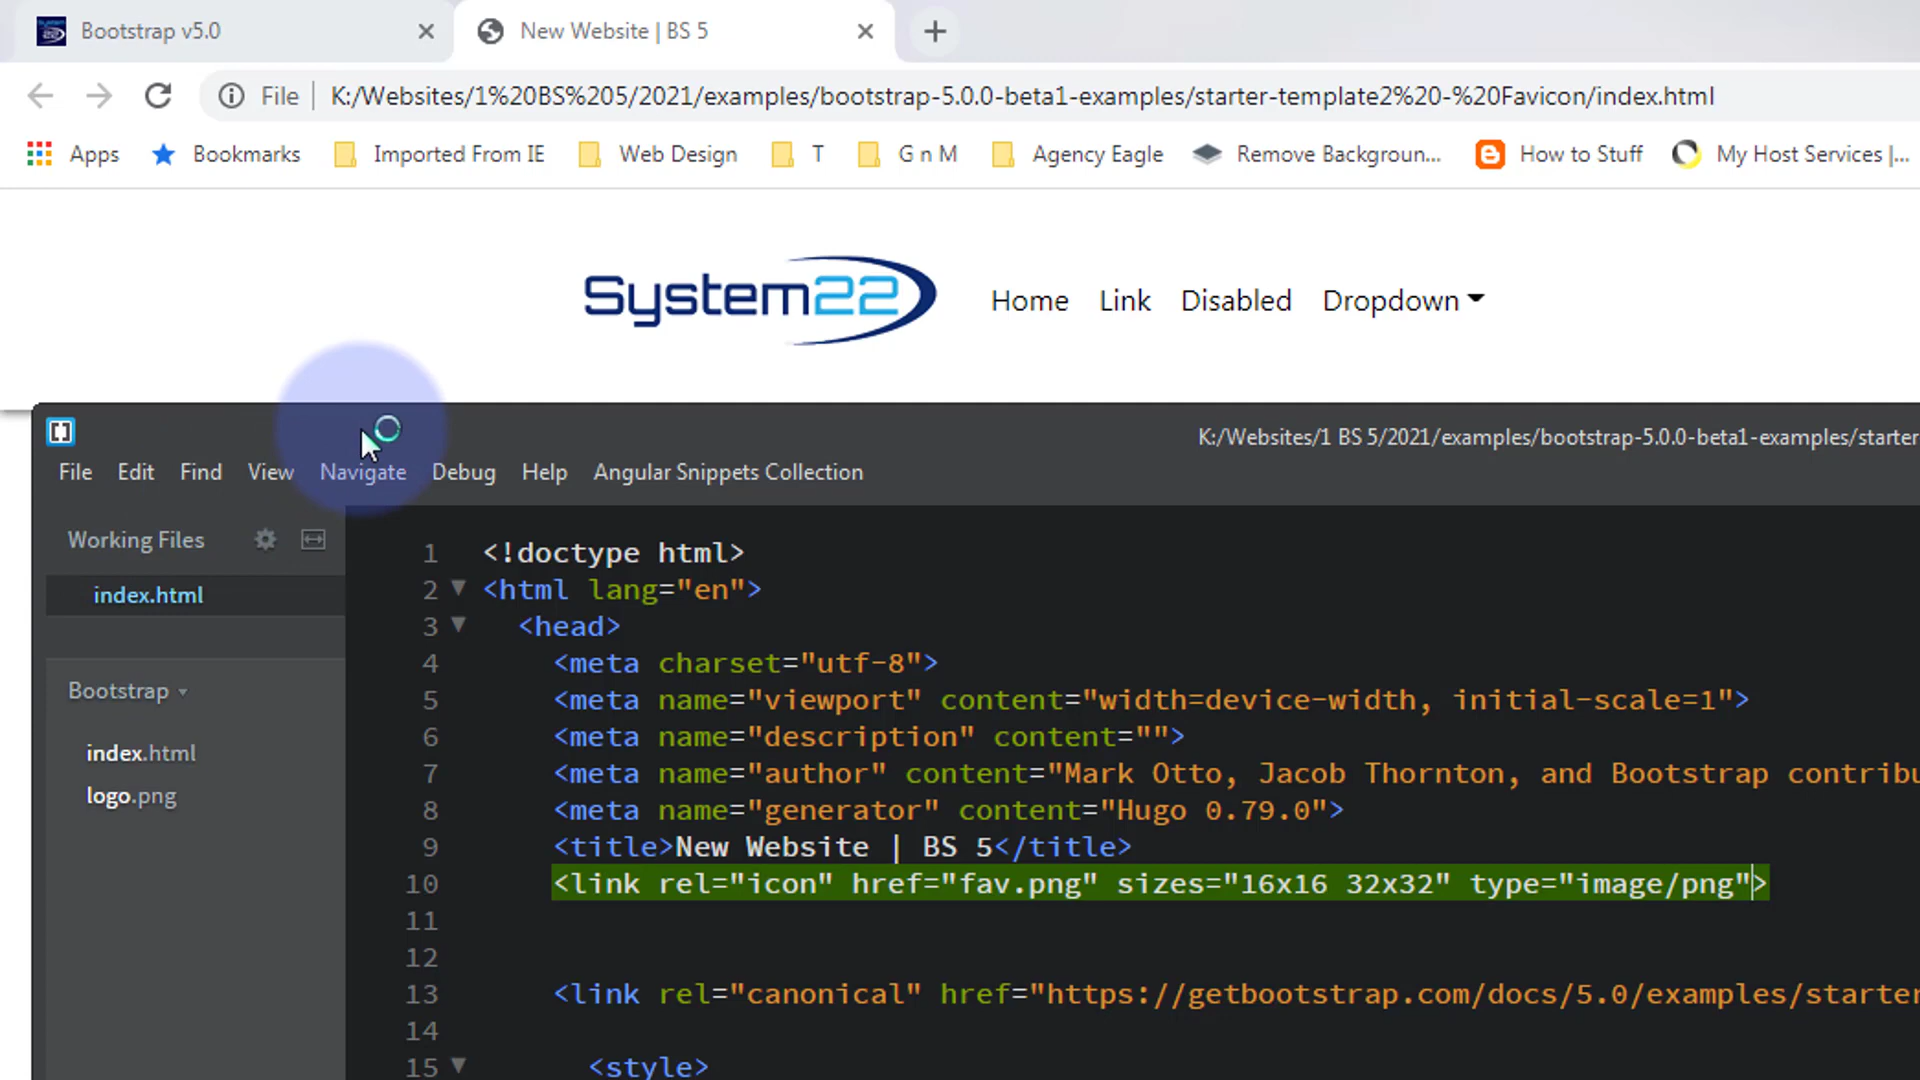 Bootstrap v5.0
New Website | BS 5
File
K:/Websites/1%20BS%205/2021/examples/bootstrap-5.0.0-beta1-examples/starter-template2%20-%20Favicon/index.html
Apps
Bookmarks
Imported From IE
Web Design
T
G n M
Agency Eagle
Remove Backgroun...
How to Stuff
My Host Services |...
System22
Home
Link
Disabled
Dropdown
K:/Websites/1 BS 5/2021/examples/bootstrap-5.0.0-beta1-examples/starter
File
Edit
Find
View
Navigate
Debug
Help
Angular Snippets Collection
Working Files
index.html
Bootstrap
index.html
logo.png
1 <!doctype html>
2 <html lang="en">
3 <head>
4 <meta charset="utf-8">
5 <meta name="viewport" content="width=device-width, initial-scale=1">
6 <meta name="description" content="">
7 <meta name="author" content="Mark Otto, Jacob Thornton, and Bootstrap contribu
8 <meta name="generator" content="Hugo 0.79.0">
9 <title>New Website | BS 5</title>
10 <link rel="icon" href="fav.png" sizes="16x16 32x32" type="image/png">
11
12
13 <link rel="canonical" href="https://getbootstrap.com/docs/5.0/examples/starter
14
15 <style>